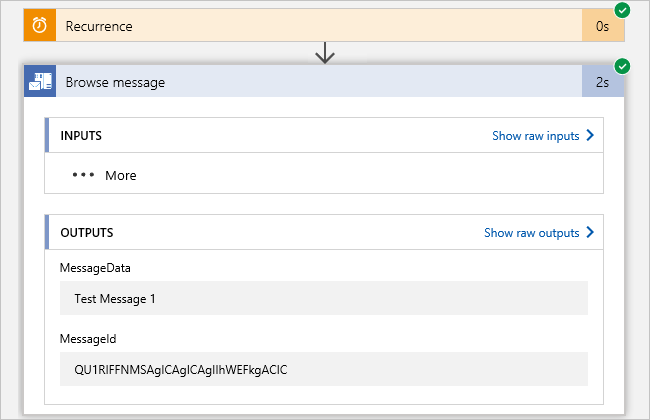 Recurrence
0s
Browse message
2s
INPUTS
Show raw inputs
More
OUTPUTS
Show raw outputs
MessageData
Test Message 1
MessageId
QU1RIFFNMSAgICAgICAgIIhWEFkgACIC